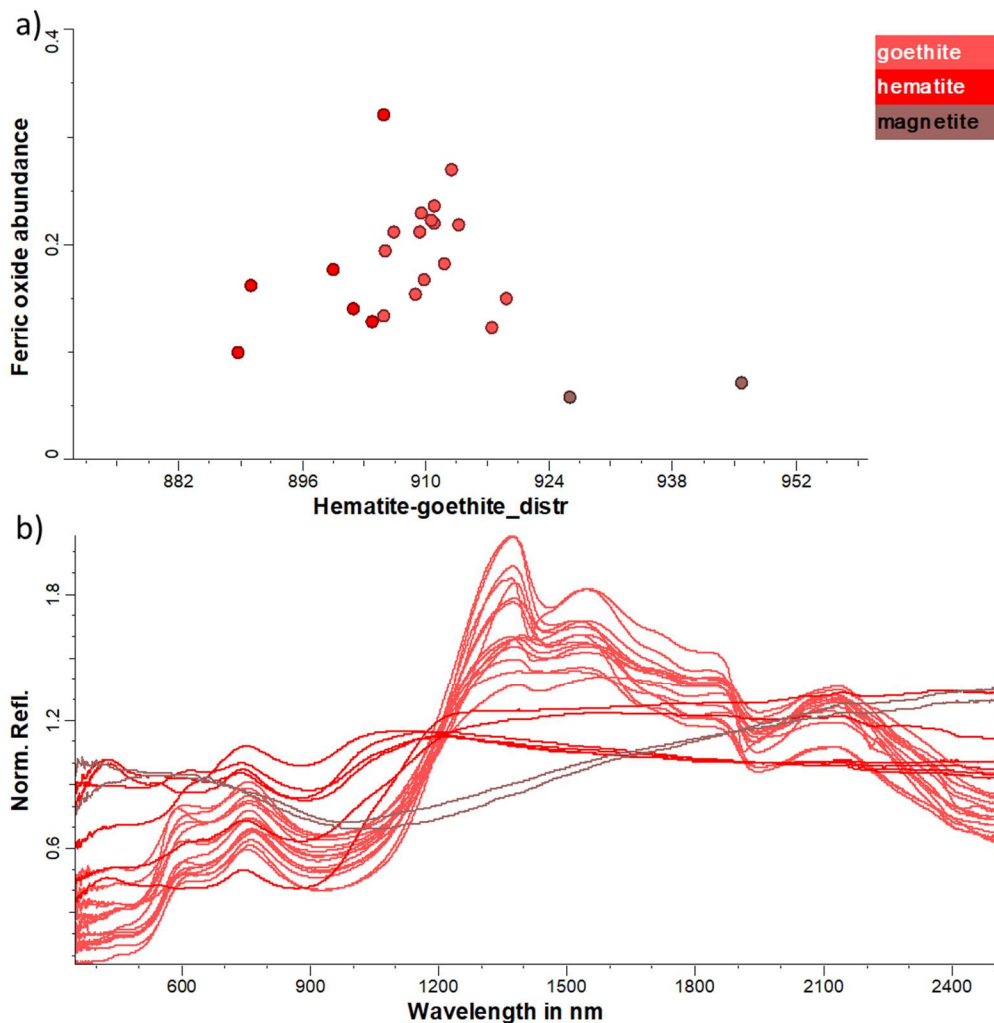 a)
0.4
0.2
0
Ferric oxide abundance
882 896 910 924 938 952
Hematite-goethite_distr
goethite
hematite
magnetite
b)
1.8
1.2
0.6
Norm. Refl.
600 900 1200 1500 1800 2100 2400
Wavelength in nm